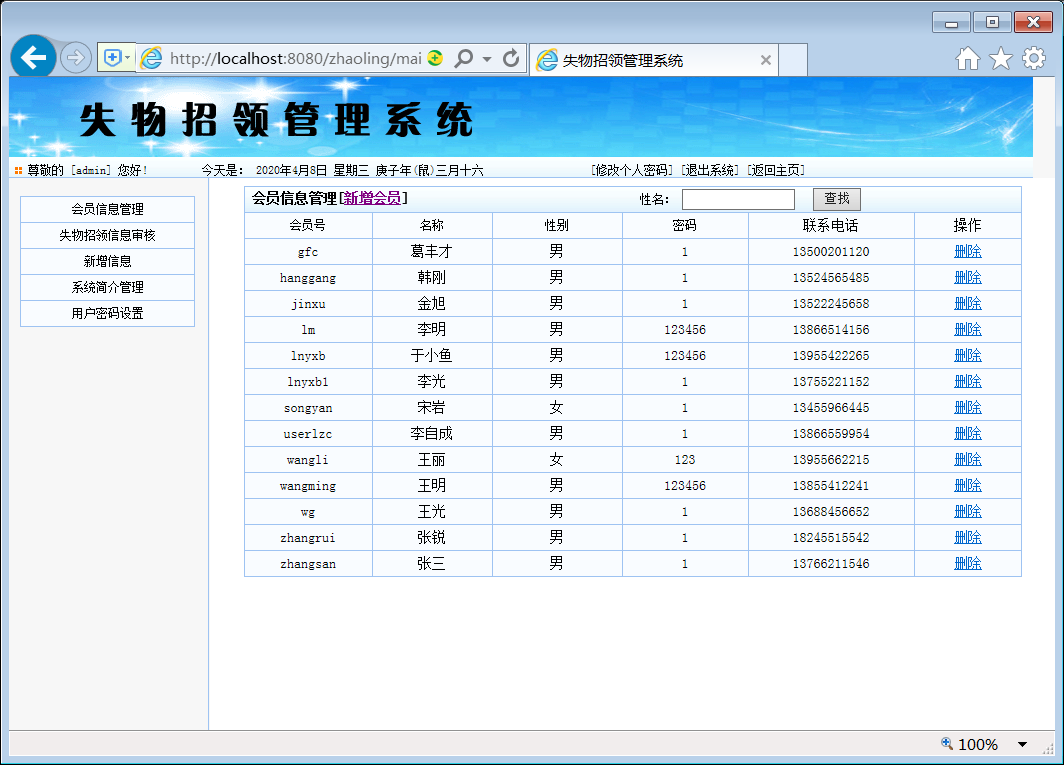 http://localhost:8080/zhaoling/mai
失物招领管理系统
失物招领管理系统
尊敬的 [admin] 您好! 今天是: 2020年4月8日 星期三 庚子年(鼠)三月十六 [修改个人密码] [退出系统] [返回主页]
会员信息管理
失物招领信息审核
新增信息
系统简介管理
用户密码设置
会员信息管理[新增会员] 性名: 查找
会员号 名称 性别 密码 联系电话 操作
gfc 葛丰才 男 1 13500201120 删除
hanggang 韩刚 男 1 13524565485 删除
jinxu 金旭 男 1 13522245658 删除
lm 李明 男 123456 13866514156 删除
lnyxb 于小鱼 男 123456 13955422265 删除
lnyxb1 李光 男 1 13755221152 删除
songyan 宋岩 女 1 13455966445 删除
userlzc 李自成 男 1 13866559954 删除
wangli 王丽 女 123 13955662215 删除
wangming 王明 男 123456 13855412241 删除
wg 王光 男 1 13688456652 删除
zhangrui 张锐 男 1 18245515542 删除
zhangsan 张三 男 1 13766211546 删除
100%